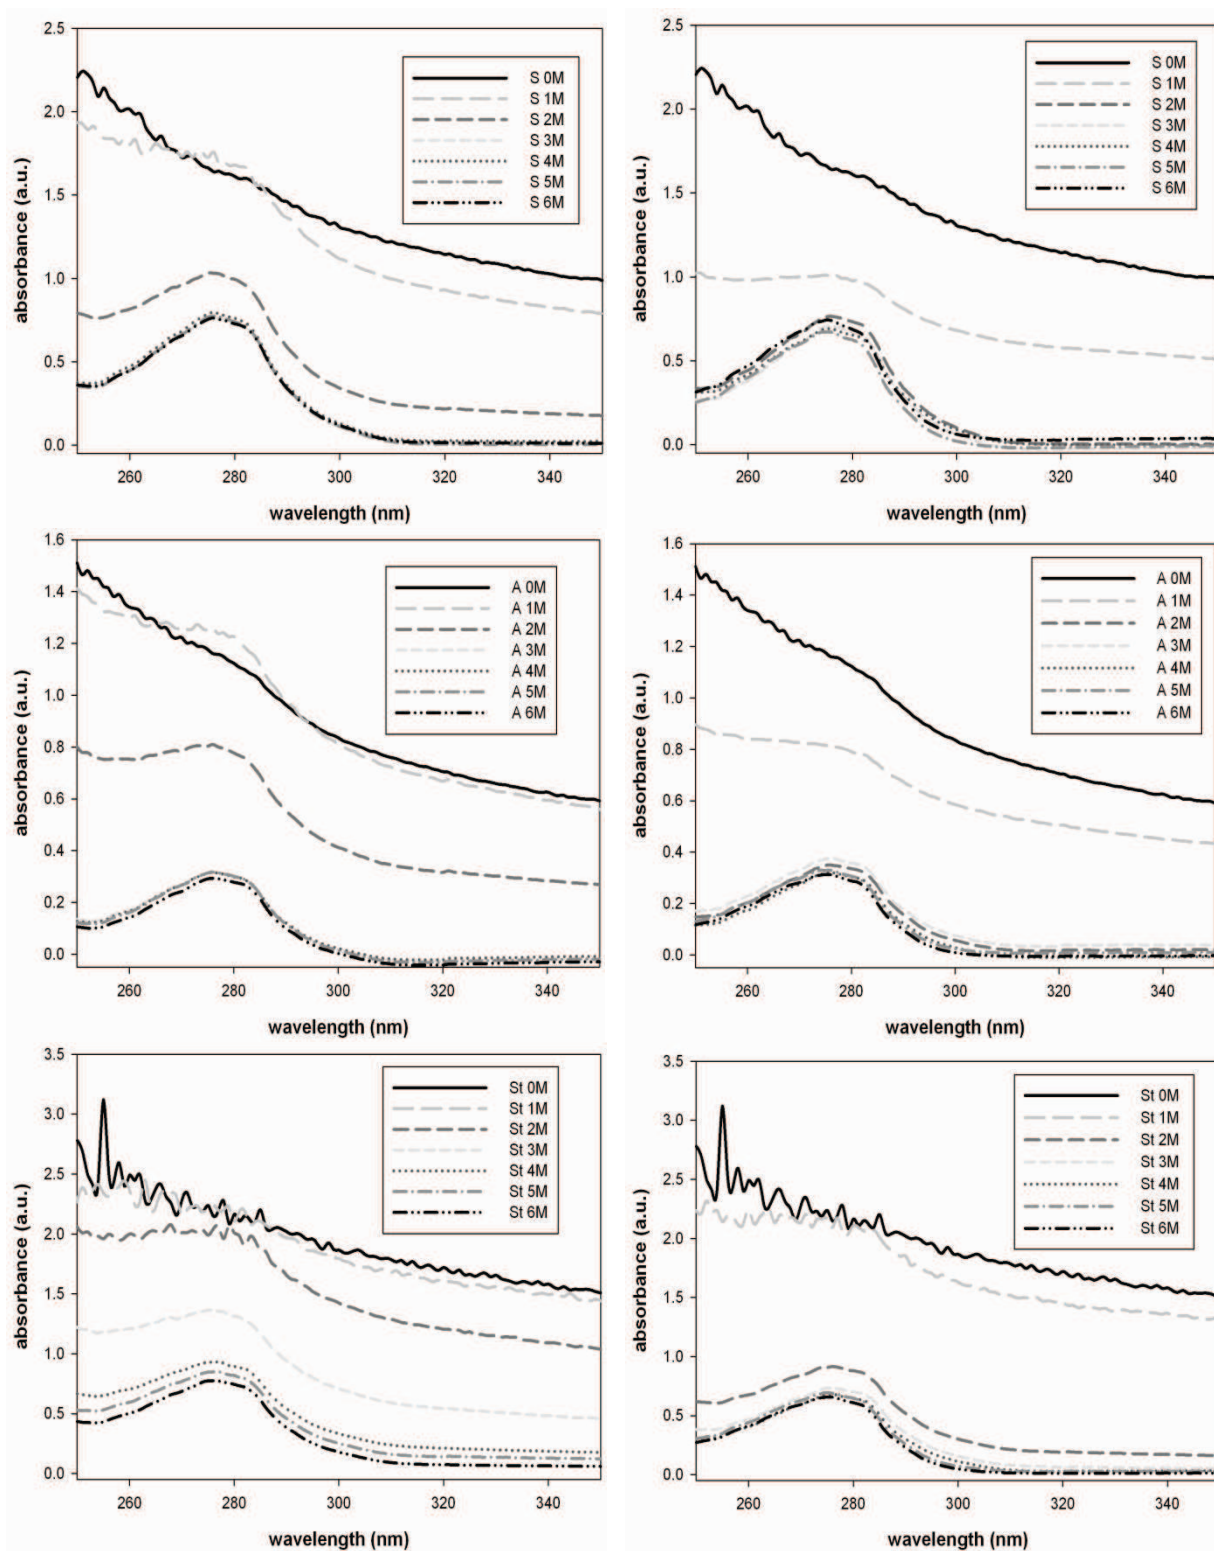 2.5
2.0
1.5
1.0
0.5
0.0
absorbance (a.u.)
S 0M
S 1M
S 2M
S 3M
S 4M
S 5M
S 6M
260
280
300
320
340
wavelength (nm)
2.5
2.0
1.5
1.0
0.5
0.0
absorbance (a.u.)
S 0M
S 1M
S 2M
S 3M
S 4M
S 5M
S 6M
260
280
300
320
340
wavelength (nm)
1.6
1.4
1.2
1.0
0.8
0.6
0.4
0.2
0.0
absorbance (a.u.)
A 0M
A 1M
A 2M
A 3M
A 4M
A 5M
A 6M
260
280
300
320
340
wavelength (nm)
1.6
1.4
1.2
1.0
0.8
0.6
0.4
0.2
0.0
absorbance (a.u.)
A 0M
A 1M
A 2M
A 3M
A 4M
A 5M
A 6M
260
280
300
320
340
wavelength (nm)
3.5
3.0
2.5
2.0
1.5
1.0
0.5
0.0
absorbance (a.u.)
St 0M
St 1M
St 2M
St 3M
St 4M
St 5M
St 6M
260
280
300
320
340
wavelength (nm)
3.5
3.0
2.5
2.0
1.5
1.0
0.5
0.0
absorbance (a.u.)
St 0M
St 1M
St 2M
St 3M
St 4M
St 5M
St 6M
260
280
300
320
340
wavelength (nm)